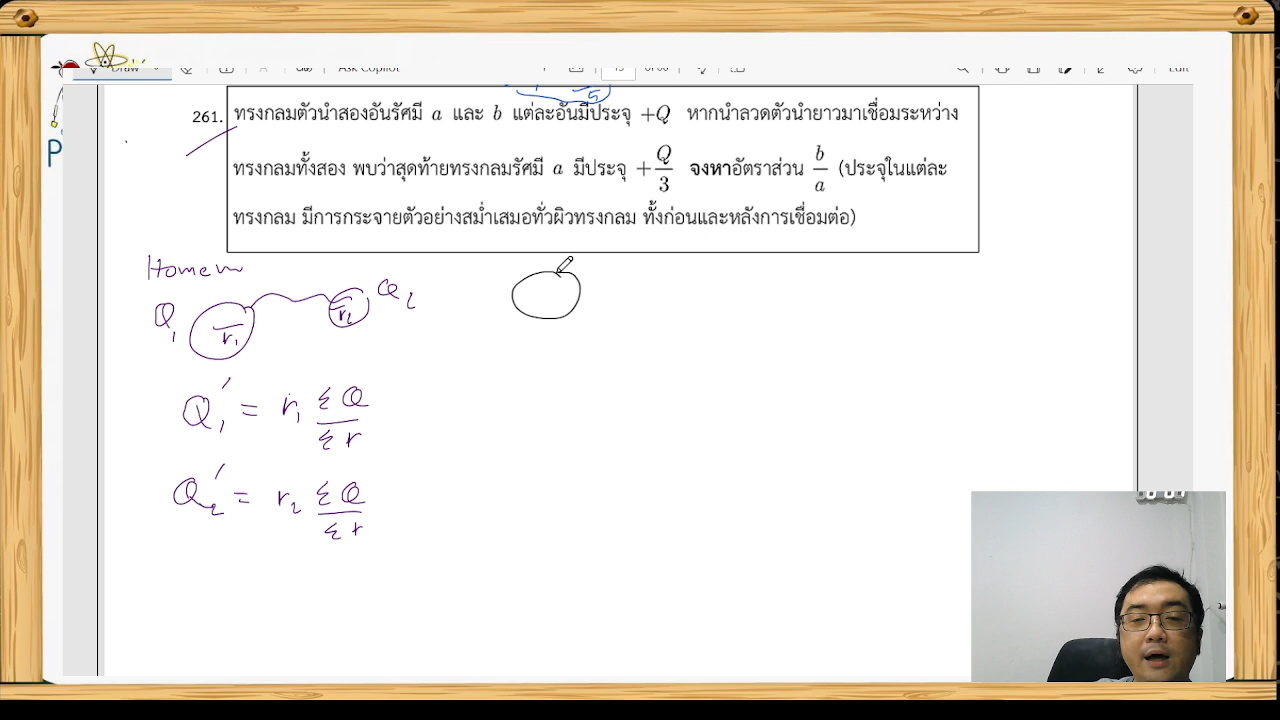 Draw
Ask Copilot
Edit
P
5
261. ทรงกลมตัวนำสองอันรัศมี a และ b แต่ละอันมีประจุ +Q หากนำลวดตัวนำยาวมาเชื่อมระหว่าง
ทรงกลมทั้งสอง พบว่าสุดท้ายทรงกลมรัศมี a มีประจุ +Q/3 จงหาอัตราส่วน b/a (ประจุในแต่ละ
ทรงกลม มีการกระจายตัวอย่างสม่ำเสมอทั่วผิวทรงกลม ทั้งก่อนและหลังการเชื่อมต่อ)
Q₁ r₁ r₂ Q₂
Q₁' = r₁ ΣQ/Σr
Q₂' = r₂ ΣQ/Σr